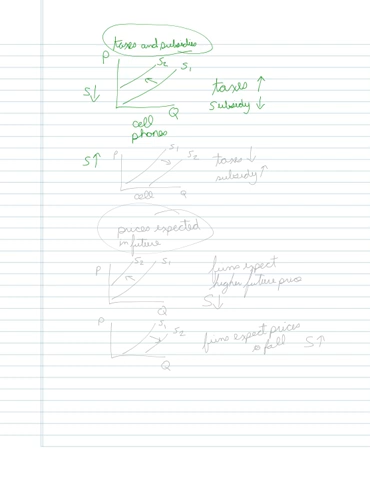 taxes and subsidies
P
S2 S1
S↓
taxes ↑
subsidy ↓
Q
cell
phones
S↑
P
S1
S2
taxes ↓
subsidy ↑
cell
Q
prices expected
in future
S2 S1
P
Q
firms expect
higher future price
S↓
P
S1 S2
Q
firms expect prices
to fall S↑